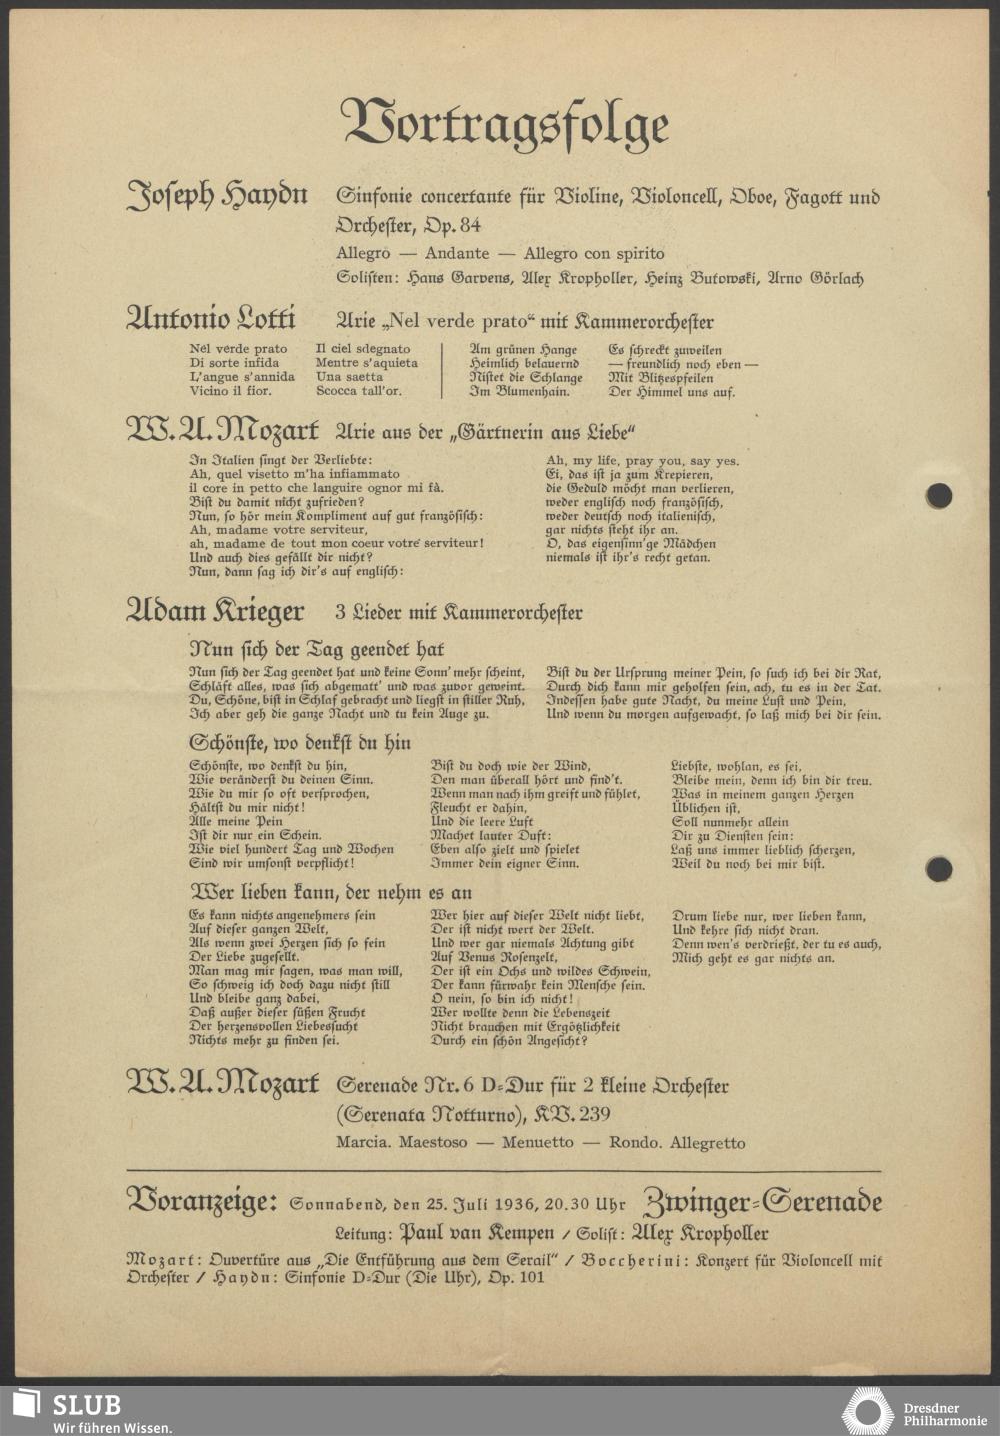 Vortragsfolge
Joseph Haydn Sinfonie concertante für Violine, Violoncell, Oboe, Fagott und
Orchester, Op. 84
Allegro — Andante — Allegro con spirito
Solisten: Hans Garvens, Alex Kropholler, Heinz Butowski, Arno Görlach
Antonio Lotti Arie „Nel verde prato“ mit Kammerorchester
Nel verde prato
Di sorte infida
L'angue s'annida
Vicino il fior.
Il ciel sdegnato
Mentre s'aquieta
Una saetta
Scocca tall'or.
Am grünen Hange
Heimlich belauernd
Nistet die Schlange
Im Blumenhain.
Es schreckt zuweilen
— freundlich noch eben —
Mit Blitzespfeilen
Der Himmel uns auf.
W. A. Mozart Arie aus der „Gärtnerin aus Liebe“
In Italien singt der Verliebte:
Ah, quel visetto m'ha infiammato
il core in petto che languire ognor mi fà.
Bist du damit nicht zufrieden?
Nun, so hör mein Kompliment auf gut französisch:
Ah, madame votre serviteur,
ah, madame de tout mon coeur votre serviteur!
Und auch dies gefällt dir nicht?
Nun, dann sag ich dir's auf englisch:
Ah, my life, pray you, say yes.
Ei, das ist ja zum Krepieren,
die Geduld möcht man verlieren,
weder englisch noch französisch,
weder deutsch noch italienisch,
gar nichts steht ihr an.
O, das eigensinn'ge Mädchen
niemals ist ihr's recht getan.
Adam Krieger 3 Lieder mit Kammerorchester
Nun sich der Tag geendet hat
Nun sich der Tag geendet hat und keine Sonn' mehr scheint,
Schläft alles, was sich abgematt' und was zuvor geweint.
Du, Schöne, bist in Schlaf gebracht und liegst in stiller Ruh,
Ich aber geh die ganze Nacht und tu kein Auge zu.
Bist du der Ursprung meiner Pein, so such ich bei dir Rat,
Durch dich kann mir geholfen sein, ach, tu es in der Tat.
Indessen habe gute Nacht, du meine Lust und Pein,
Und wenn du morgen aufgewacht, so laß mich bei dir sein.
Schönste, wo denkst du hin
Schönste, wo denkst du hin,
Wie veränderst du deinen Sinn.
Wie du mir so oft versprochen,
Hältst du mir nicht!
Alle meine Pein
Ist dir nur ein Schein.
Wie viel hundert Tag und Wochen
Sind wir umsonst verpflicht!
Bist du doch wie der Wind,
Den man überall hört und find't.
Wenn man nach ihm greift und fühlet,
Fleucht er dahin,
Und die leere Luft
Machet lauter Duft:
Eben also zielt und spielet
Immer dein eigner Sinn.
Liebste, wohlan, es sei,
Bleibe mein, denn ich bin dir treu.
Was in meinem ganzen Herzen
Üblichen ist,
Soll nunmehr allein
Dir zu Diensten sein:
Laß uns immer lieblich scherzen,
Weil du noch bei mir bist.
Wer lieben kann, der nehm es an
Es kann nichts angenehmers sein
Auf dieser ganzen Welt,
Als wenn zwei Herzen sich so fein
Der Liebe zugesellt.
Man mag mir sagen, was man will,
So schweig ich doch dazu nicht still
Und bleibe ganz dabei,
Daß außer dieser süßen Frucht
Der herzensvollen Liebessucht
Nichts mehr zu finden sei.
Wer hier auf dieser Welt nicht liebt,
Der ist nicht wert der Welt.
Und wer gar niemals Achtung gibt
Auf Venus Rosenzelt,
Der ist ein Ochs und wildes Schwein,
Der kann fürwahr kein Mensche sein.
O nein, so bin ich nicht!
Wer wollte denn die Lebenszeit
Nicht brauchen mit Ergötzlichkeit
Durch ein schön Angesicht?
Drum liebe nur, wer lieben kann,
Und kehre sich nicht dran.
Denn wen's verdrießt, der tu es auch,
Mich geht es gar nichts an.
W. A. Mozart Serenade Nr. 6 D-Dur für 2 kleine Orchester
(Serenata Notturno), KV. 239
Marcia. Maestoso — Menuetto — Rondo. Allegretto
Voranzeige: Sonnabend, den 25. Juli 1936, 20.30 Uhr Zwinger-Serenade
Leitung: Paul van Kempen / Solist: Alex Kropholler
Mozart: Ouvertüre aus „Die Entführung aus dem Serail“ / Boccherini: Konzert für Violoncell mit
Orchester / Haydn: Sinfonie D-Dur (Die Uhr), Op. 101
SLUB
Wir führen Wissen.
Dresdner
Philharmonie